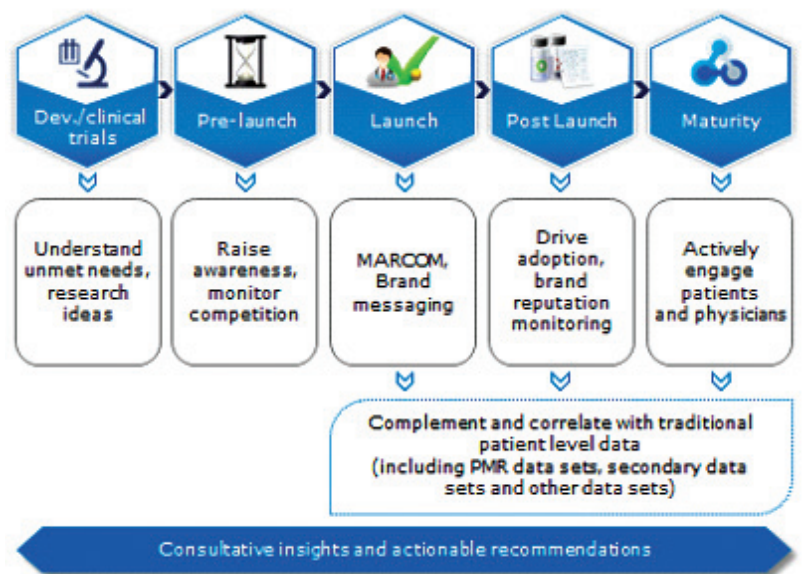 Dev./clinical
trials
Pre-launch
Launch
Post Launch
Maturity
Understand
unmet needs,
research
ideas
Raise
awareness,
monitor
competition
MARCOM,
Brand
messaging
Drive
adoption,
brand
reputation
monitoring
Actively
engage
patients
and physicians
Complement and correlate with traditional
patient level data
(including PMR data sets, secondary data
sets and other data sets)
Consultative insights and actionable recommendations